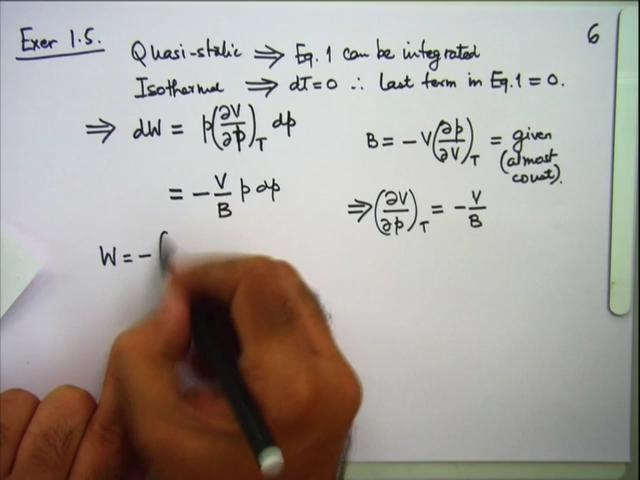 Exer 1.5. Quasi-static ⟹ Eq. 1 can be integrated 6
Isothermal ⟹ dT=0 ∴ last term in Eq.1 = 0.
⟹ dW = p(∂V/∂p)_T dp
= -V/B p dp
W = - ∫
B = -V(∂p/∂V)_T = given
(almost
const).
⟹ (∂V/∂p)_T = -V/B